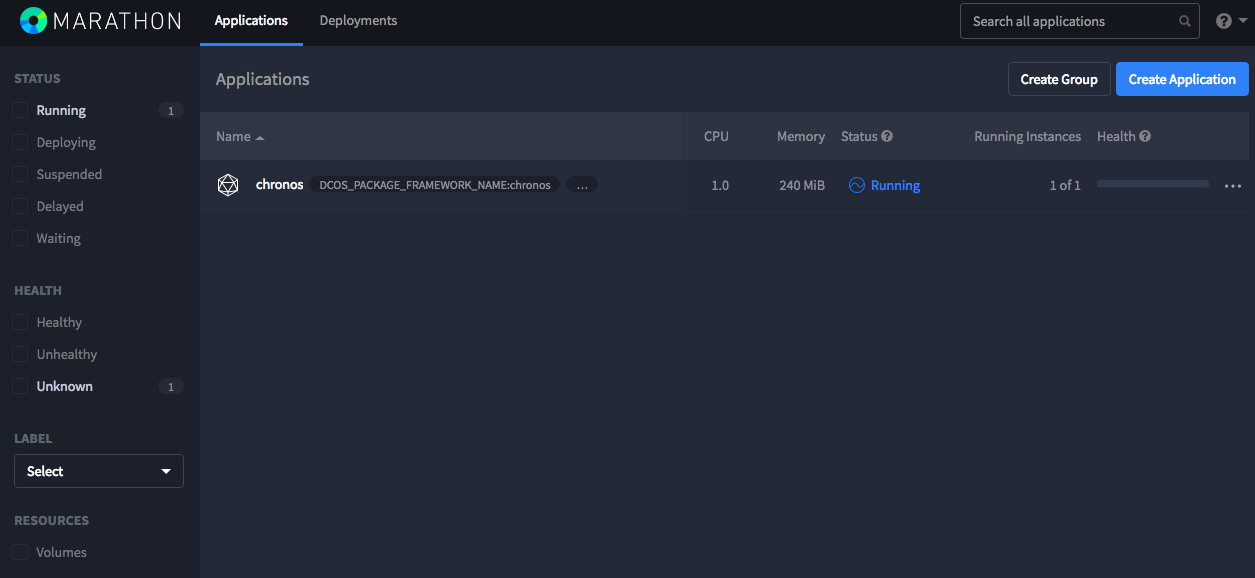 MARATHON
Applications
Deployments
Search all applications
?
STATUS
Running 1
Deploying
Suspended
Delayed
Waiting
HEALTH
Healthy
Unhealthy
Unknown 1
LABEL
Select
RESOURCES
Volumes
Applications
Create Group
Create Application
Name CPU Memory Status ? Running Instances Health ?
chronos DCOS_PACKAGE_FRAMEWORK_NAME:chronos ... 1.0 240 MiB Running 1 of 1